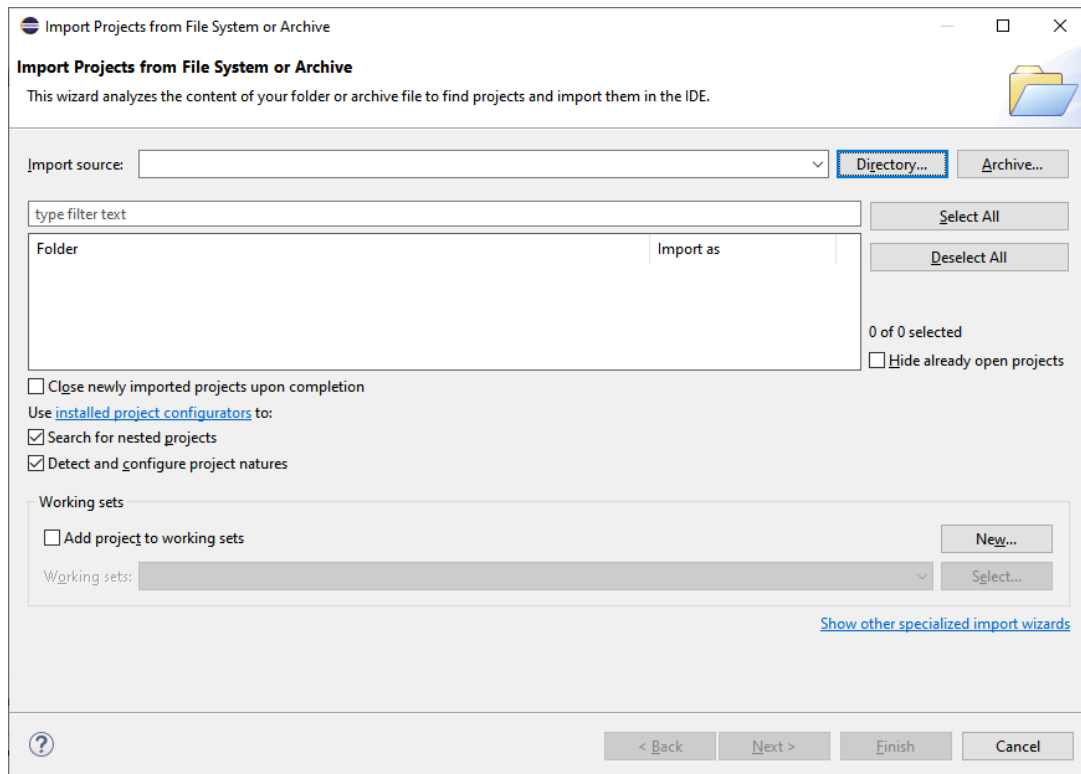 Import Projects from File System or Archive
Import Projects from File System or Archive
This wizard analyzes the content of your folder or archive file to find projects and import them in the IDE.
Import source: Directory... Archive...
type filter text Select All
Folder Import as
Deselect All
0 of 0 selected
Hide already open projects
Close newly imported projects upon completion
Use installed project configurators to:
Search for nested projects
Detect and configure project natures
Working sets
Add project to working sets New...
Working sets: Select...
Show other specialized import wizards
? < Back Next > Finish Cancel